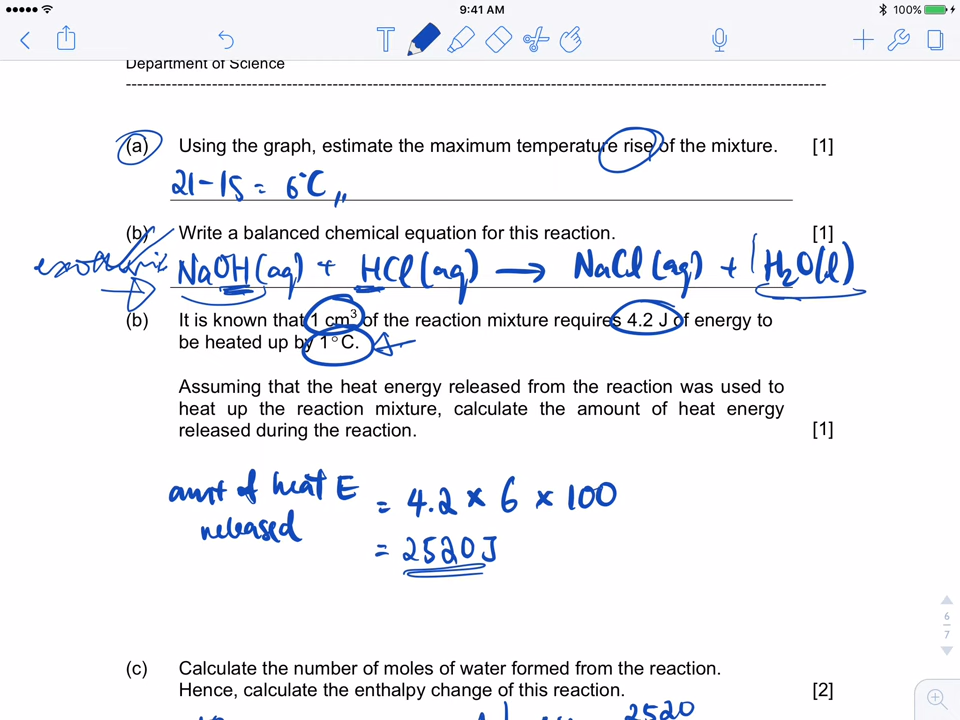 9:41 AM
100%
Department of Science
(a) Using the graph, estimate the maximum temperature rise of the mixture. [1]
21-15 = 6°C
(b) Write a balanced chemical equation for this reaction. [1]
NaOH(aq) + HCl(aq) → NaCl(aq) + H2O(l)
(b) It is known that 1 cm³ of the reaction mixture requires 4.2 J of energy to
be heated up by 1°C.
Assuming that the heat energy released from the reaction was used to
heat up the reaction mixture, calculate the amount of heat energy
released during the reaction. [1]
amt of heat E
released
= 4.2 × 6 × 100
= 2520J
6
7
(c) Calculate the number of moles of water formed from the reaction.
Hence, calculate the enthalpy change of this reaction. [2]
2520